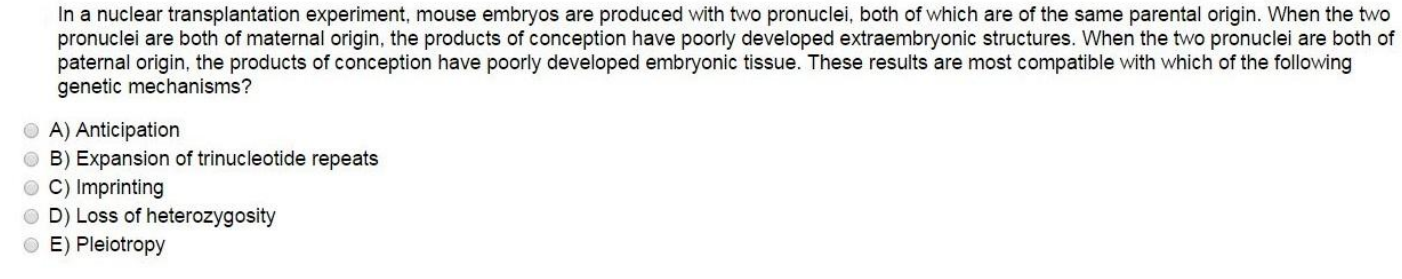 In a nuclear transplantation experiment, mouse embryos are produced with two pronuclei, both of which are of the same parental origin. When the two
pronuclei are both of maternal origin, the products of conception have poorly developed extraembryonic structures. When the two pronuclei are both of
paternal origin, the products of conception have poorly developed embryonic tissue. These results are most compatible with which of the following
genetic mechanisms?
A) Anticipation
B) Expansion of trinucleotide repeats
C) Imprinting
D) Loss of heterozygosity
E) Pleiotropy